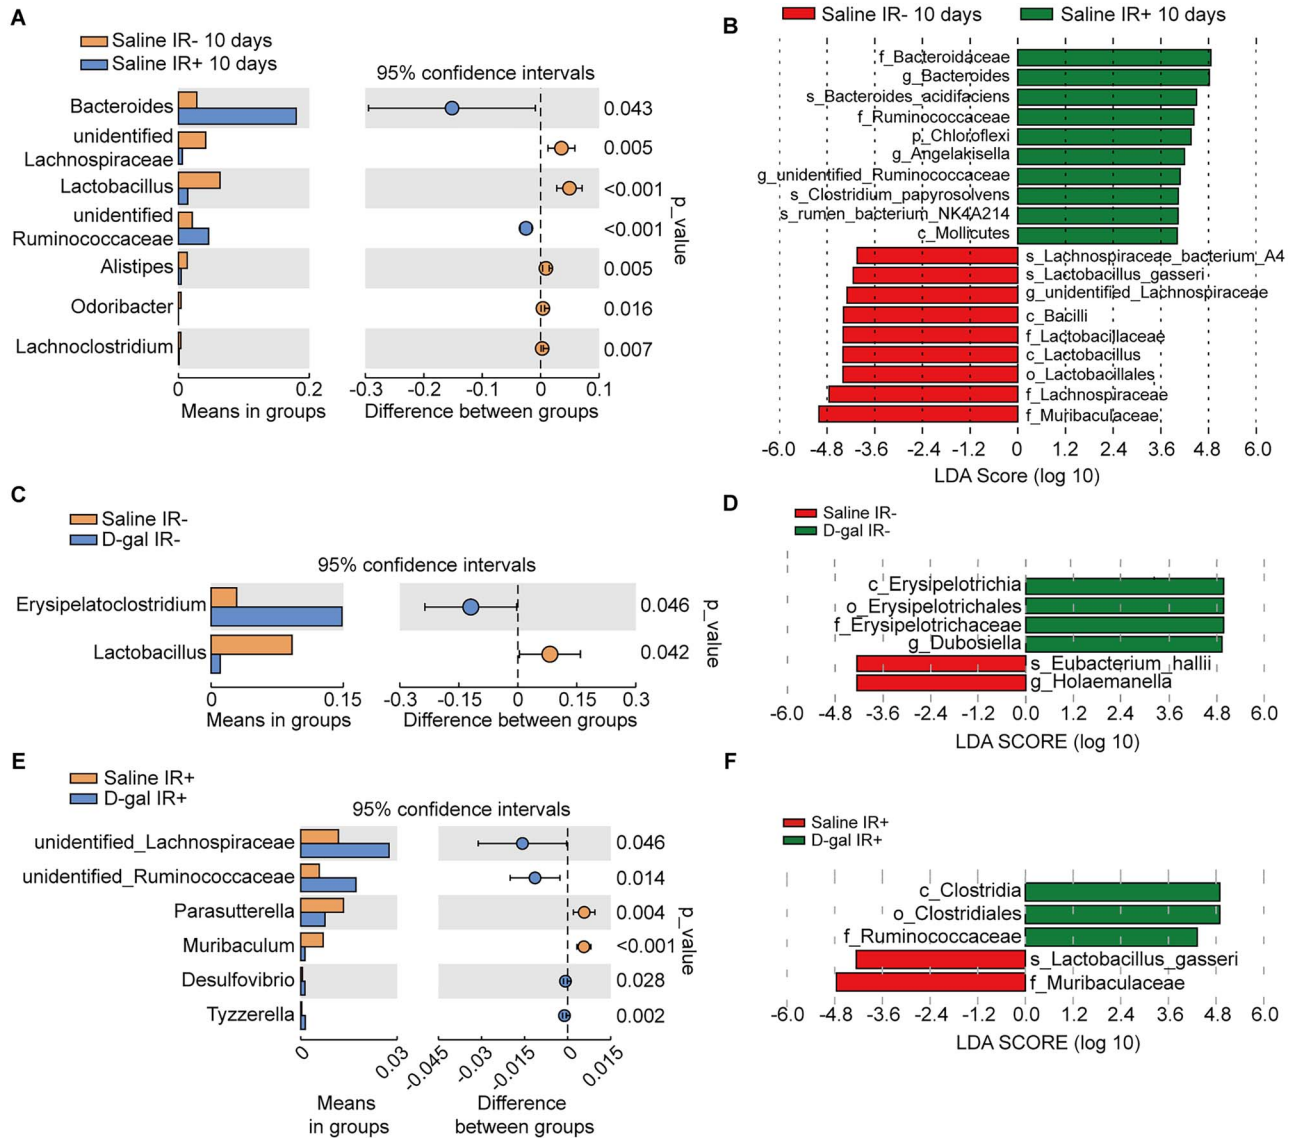 A
Saline IR- 10 days
Saline IR+ 10 days
95% confidence intervals
Bacteroides
0.043
unidentified
Lachnospiraceae
0.005
Lactobacillus
<0.001
unidentified
Ruminococcaceae
<0.001
Alistipes
0.005
Odoribacter
0.016
Lachnoclostridium
0.007
p_value
0 0.2
-0.3 -0.2 -0.1 0 0.1
Means in groups
Difference between groups
B
Saline IR- 10 days
Saline IR+ 10 days
f_Bacteroidaceae
g_Bacteroides
s_Bacteroides_acidifaciens
f_Ruminococcaceae
p_Chloroflexi
g_Angelakisella
g_unidentified_Ruminococcaceae
s_Clostridium_papyrosolvens
s_rumen_bacterium_NK4A214
c_Mollicutes
s_Lachnospiraceae_bacterium_A4
s_Lactobacillus_gasseri
g_unidentified_Lachnospiraceae
c_Bacilli
f_Lactobacillaceae
c_Lactobacillus
o_Lactobacillales
f_Lachnospiraceae
f_Muribaculaceae
-6.0 -4.8 -3.6 -2.4 -1.2 0 1.2 2.4 3.6 4.8 6.0
LDA Score (log 10)
C
Saline IR-
D-gal IR-
95% confidence intervals
Erysipelatoclostridium
0.046
Lactobacillus
0.042
p_value
0 0.15
-0.3 -0.15 0 0.15 0.3
Means in groups
Difference between groups
D
Saline IR-
D-gal IR-
c_Erysipelotrichia
o_Erysipelotrichales
f_Erysipelotrichaceae
g_Dubosiella
s_Eubacterium_hallii
g_Holaemanella
-6.0 -4.8 -3.6 -2.4 -1.2 0.0 1.2 2.4 3.6 4.8 6.0
LDA SCORE (log 10)
E
Saline IR+
D-gal IR+
95% confidence intervals
unidentified_Lachnospiraceae
0.046
unidentified_Ruminococcaceae
0.014
Parasutterella
0.004
Muribaculum
<0.001
Desulfovibrio
0.028
Tyzzerella
0.002
p_value
0 0.03
-0.045 -0.03 -0.015 0 0.015
Means
in groups
Difference
between groups
F
Saline IR+
D-gal IR+
c_Clostridia
o_Clostridiales
f_Ruminococcaceae
s_Lactobacillus_gasseri
f_Muribaculaceae
-6.0 -4.8 -3.6 -2.4 -1.2 0.0 1.2 2.4 3.6 4.8 6.0
LDA SCORE (log 10)